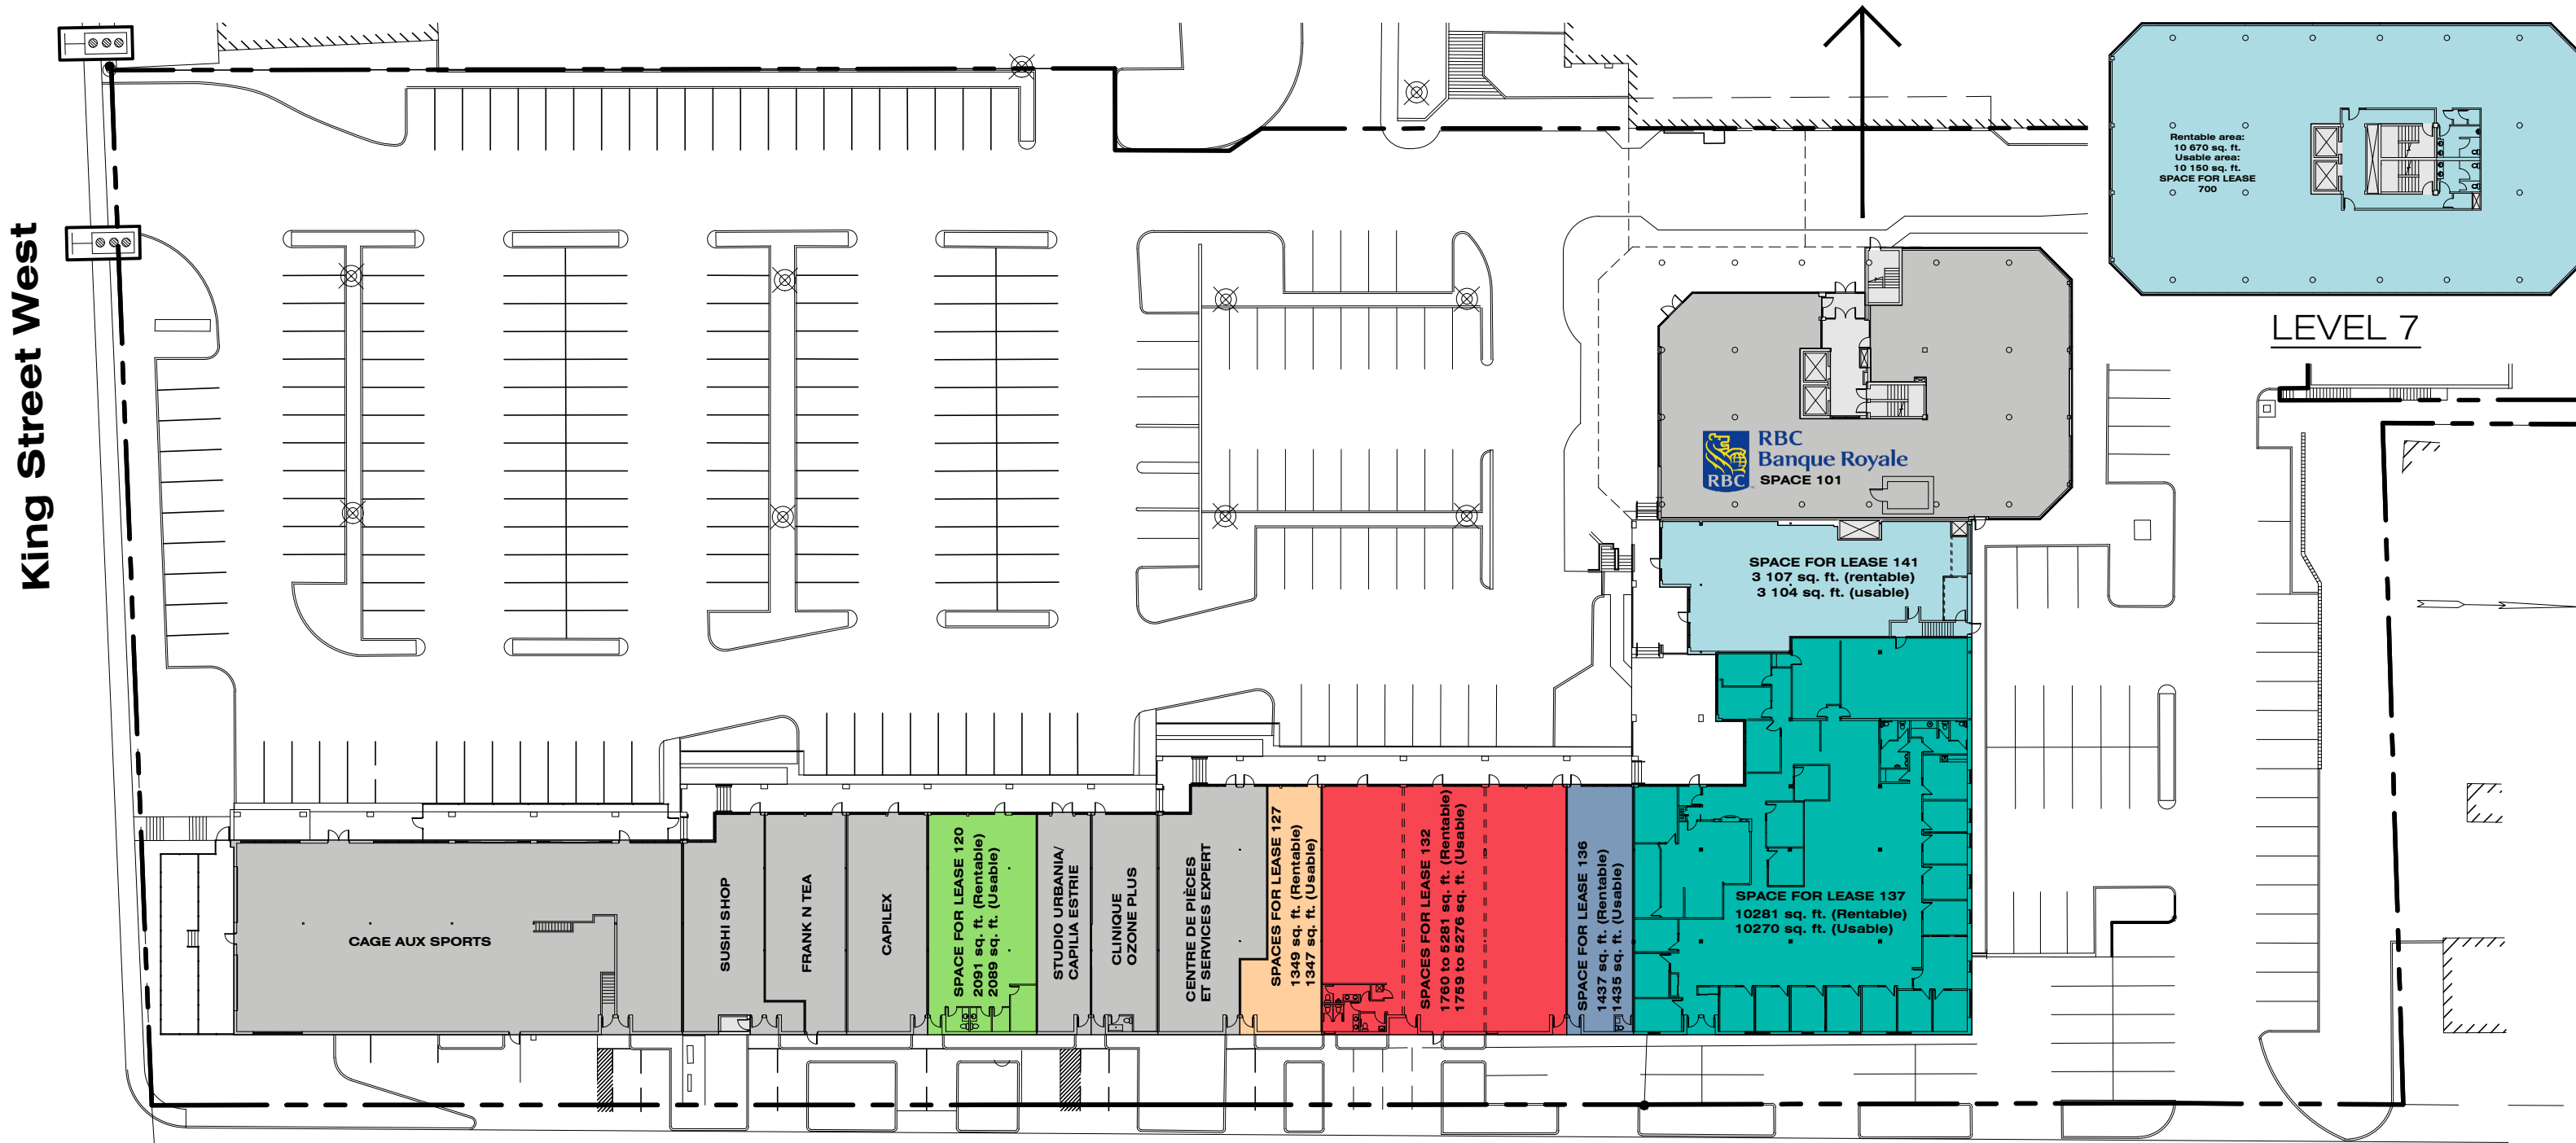 King Street West
Rentable area:
10 670 sq. ft.
Usable area:
10 150 sq. ft.
SPACE FOR LEASE
700
LEVEL 7
RBC
Banque Royale
RBC
SPACE 101
SPACE FOR LEASE 141
3 107 sq. ft. (rentable)
3 104 sq. ft. (usable)
CAGE AUX SPORTS
SUSHI SHOP
FRANK N TEA
CAPILEX
SPACE FOR LEASE 120
2091 sq. ft. (Rentable)
2089 sq. ft. (Usable)
STUDIO URBANIA/
CAPILIA ESTRIE
CLINIQUE
OZONE PLUS
CENTRE DE PIÈCES
ET SERVICES EXPERT
SPACES FOR LEASE 127
1349 sq. ft. (Rentable)
1347 sq. ft. (Usable)
SPACES FOR LEASE 132
1760 to 5281 sq. ft. (Rentable)
1759 to 5276 sq. ft. (Usable)
SPACE FOR LEASE 136
1437 sq. ft. (Rentable)
1435 sq. ft. (Usable)
SPACE FOR LEASE 137
10281 sq. ft. (Rentable)
10270 sq. ft. (Usable)